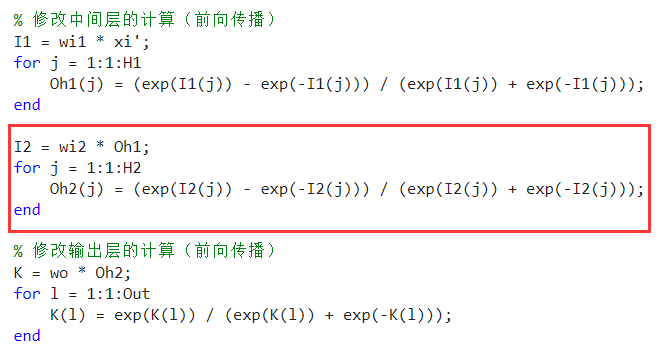 % 修改中间层的计算（前向传播）
I1 = wi1 * xi';
for j = 1:1:H1
    Oh1(j) = (exp(I1(j)) - exp(-I1(j))) / (exp(I1(j)) + exp(-I1(j)));
end
I2 = wi2 * Oh1;
for j = 1:1:H2
    Oh2(j) = (exp(I2(j)) - exp(-I2(j))) / (exp(I2(j)) + exp(-I2(j)));
end
% 修改输出层的计算（前向传播）
K = wo * Oh2;
for l = 1:1:Out
    K(l) = exp(K(l)) / (exp(K(l)) + exp(-K(l)));
end